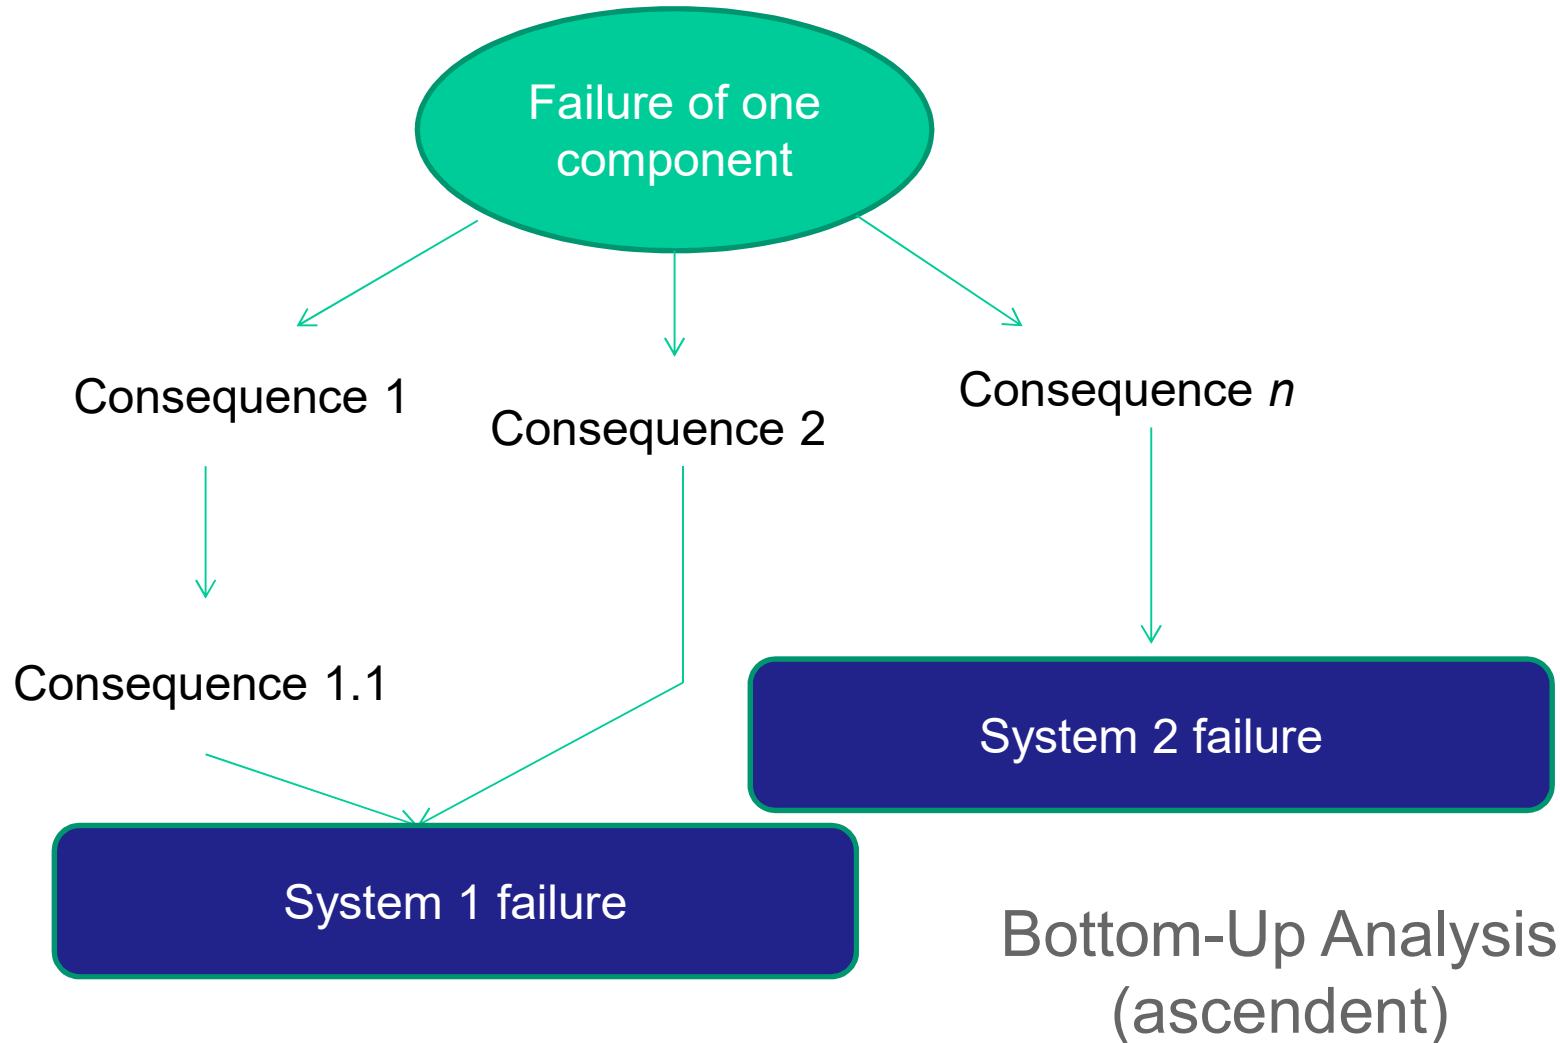 Failure of one
component
Consequence 1
Consequence 2
Consequence n
Consequence 1.1
System 2 failure
System 1 failure
Bottom-Up Analysis
(ascendent)